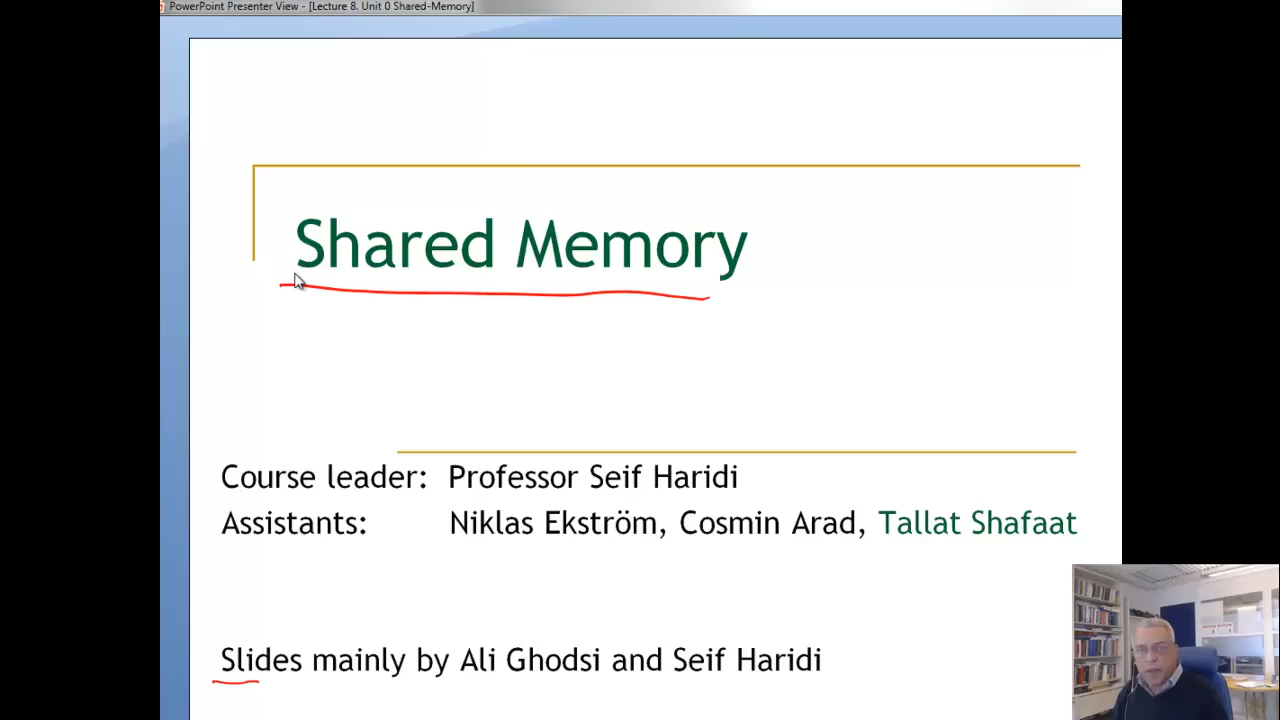 PowerPoint Presenter View - [Lecture 8. Unit 0 Shared-Memory]
Shared Memory
Course leader: Professor Seif Haridi
Assistants: Niklas Ekström, Cosmin Arad, Tallat Shafaat
Slides mainly by Ali Ghodsi and Seif Haridi